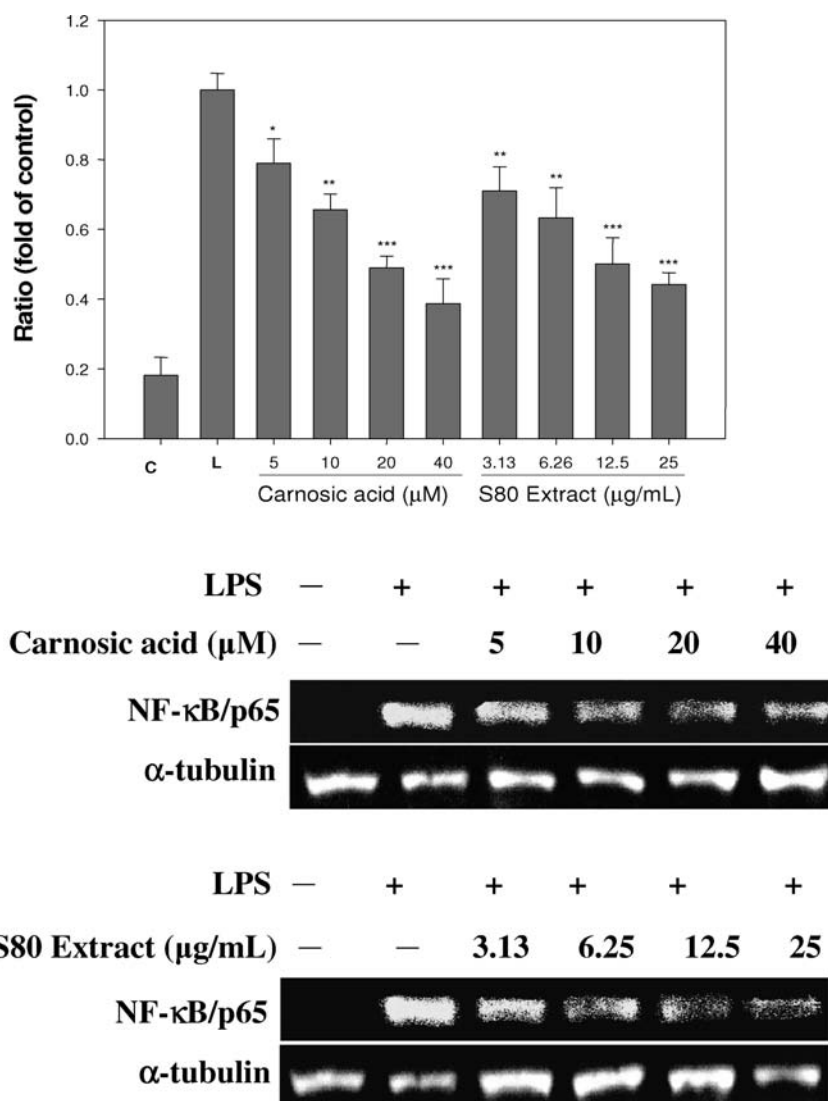 1.2
1.0
0.8
0.6
0.4
0.2
0.0
Ratio (fold of control)
* ** *** *** ** ** *** ***
C L 5 10 20 40 3.13 6.26 12.5 25
Carnosic acid (μM) S80 Extract (μg/mL)
LPS — + + + + +
Carnosic acid (μM) — — 5 10 20 40
NF-κB/p65
α-tubulin
LPS — + + + + +
S80 Extract (μg/mL) — — 3.13 6.25 12.5 25
NF-κB/p65
α-tubulin